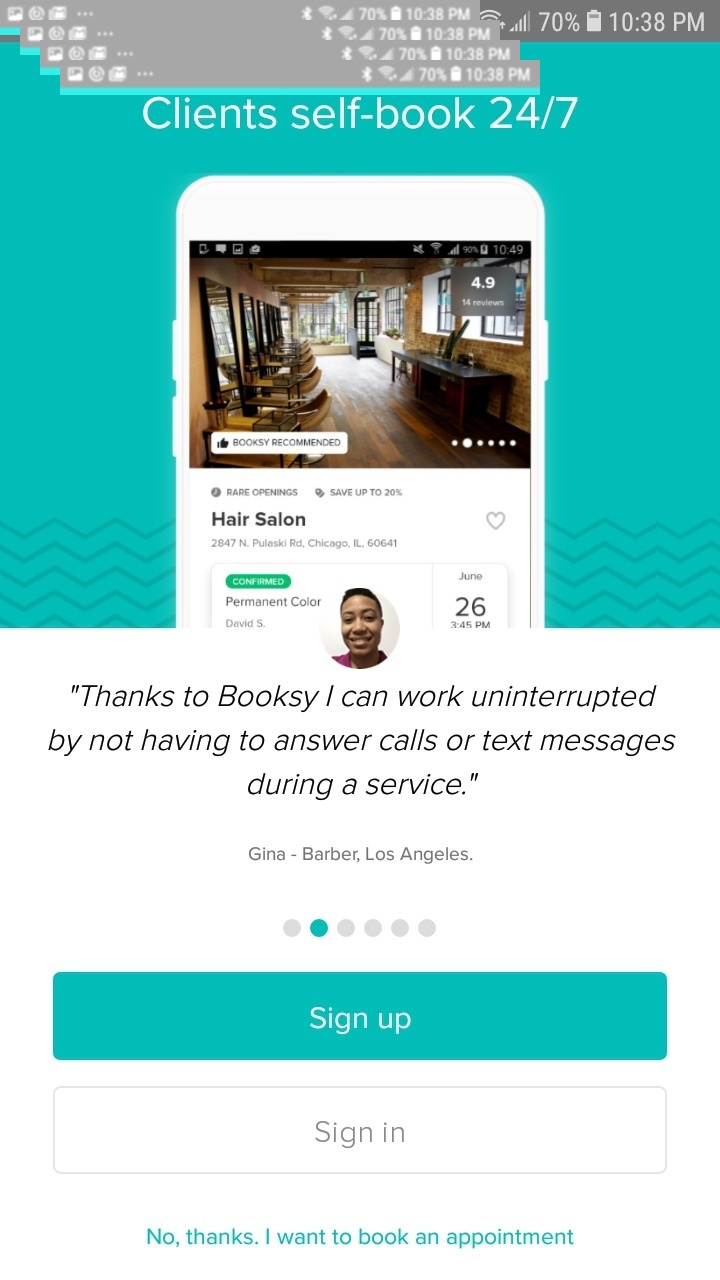 70% 10:38 PM
70% 10:38 PM
70% 10:38 PM
70% 10:38 PM
70% 10:38 PM
Clients self-book 24/7
90% 10:49
4.9
14 reviews
BOOKSY RECOMMENDED
RARE OPENINGS SAVE UP TO 20%
Hair Salon
2847 N. Pulaski Rd, Chicago, IL, 60641
CONFIRMED
June
Permanent Color
26
David S.
3:45 PM
"Thanks to Booksy I can work uninterrupted
by not having to answer calls or text messages
during a service."
Gina - Barber, Los Angeles.
Sign up
Sign in
No, thanks. I want to book an appointment